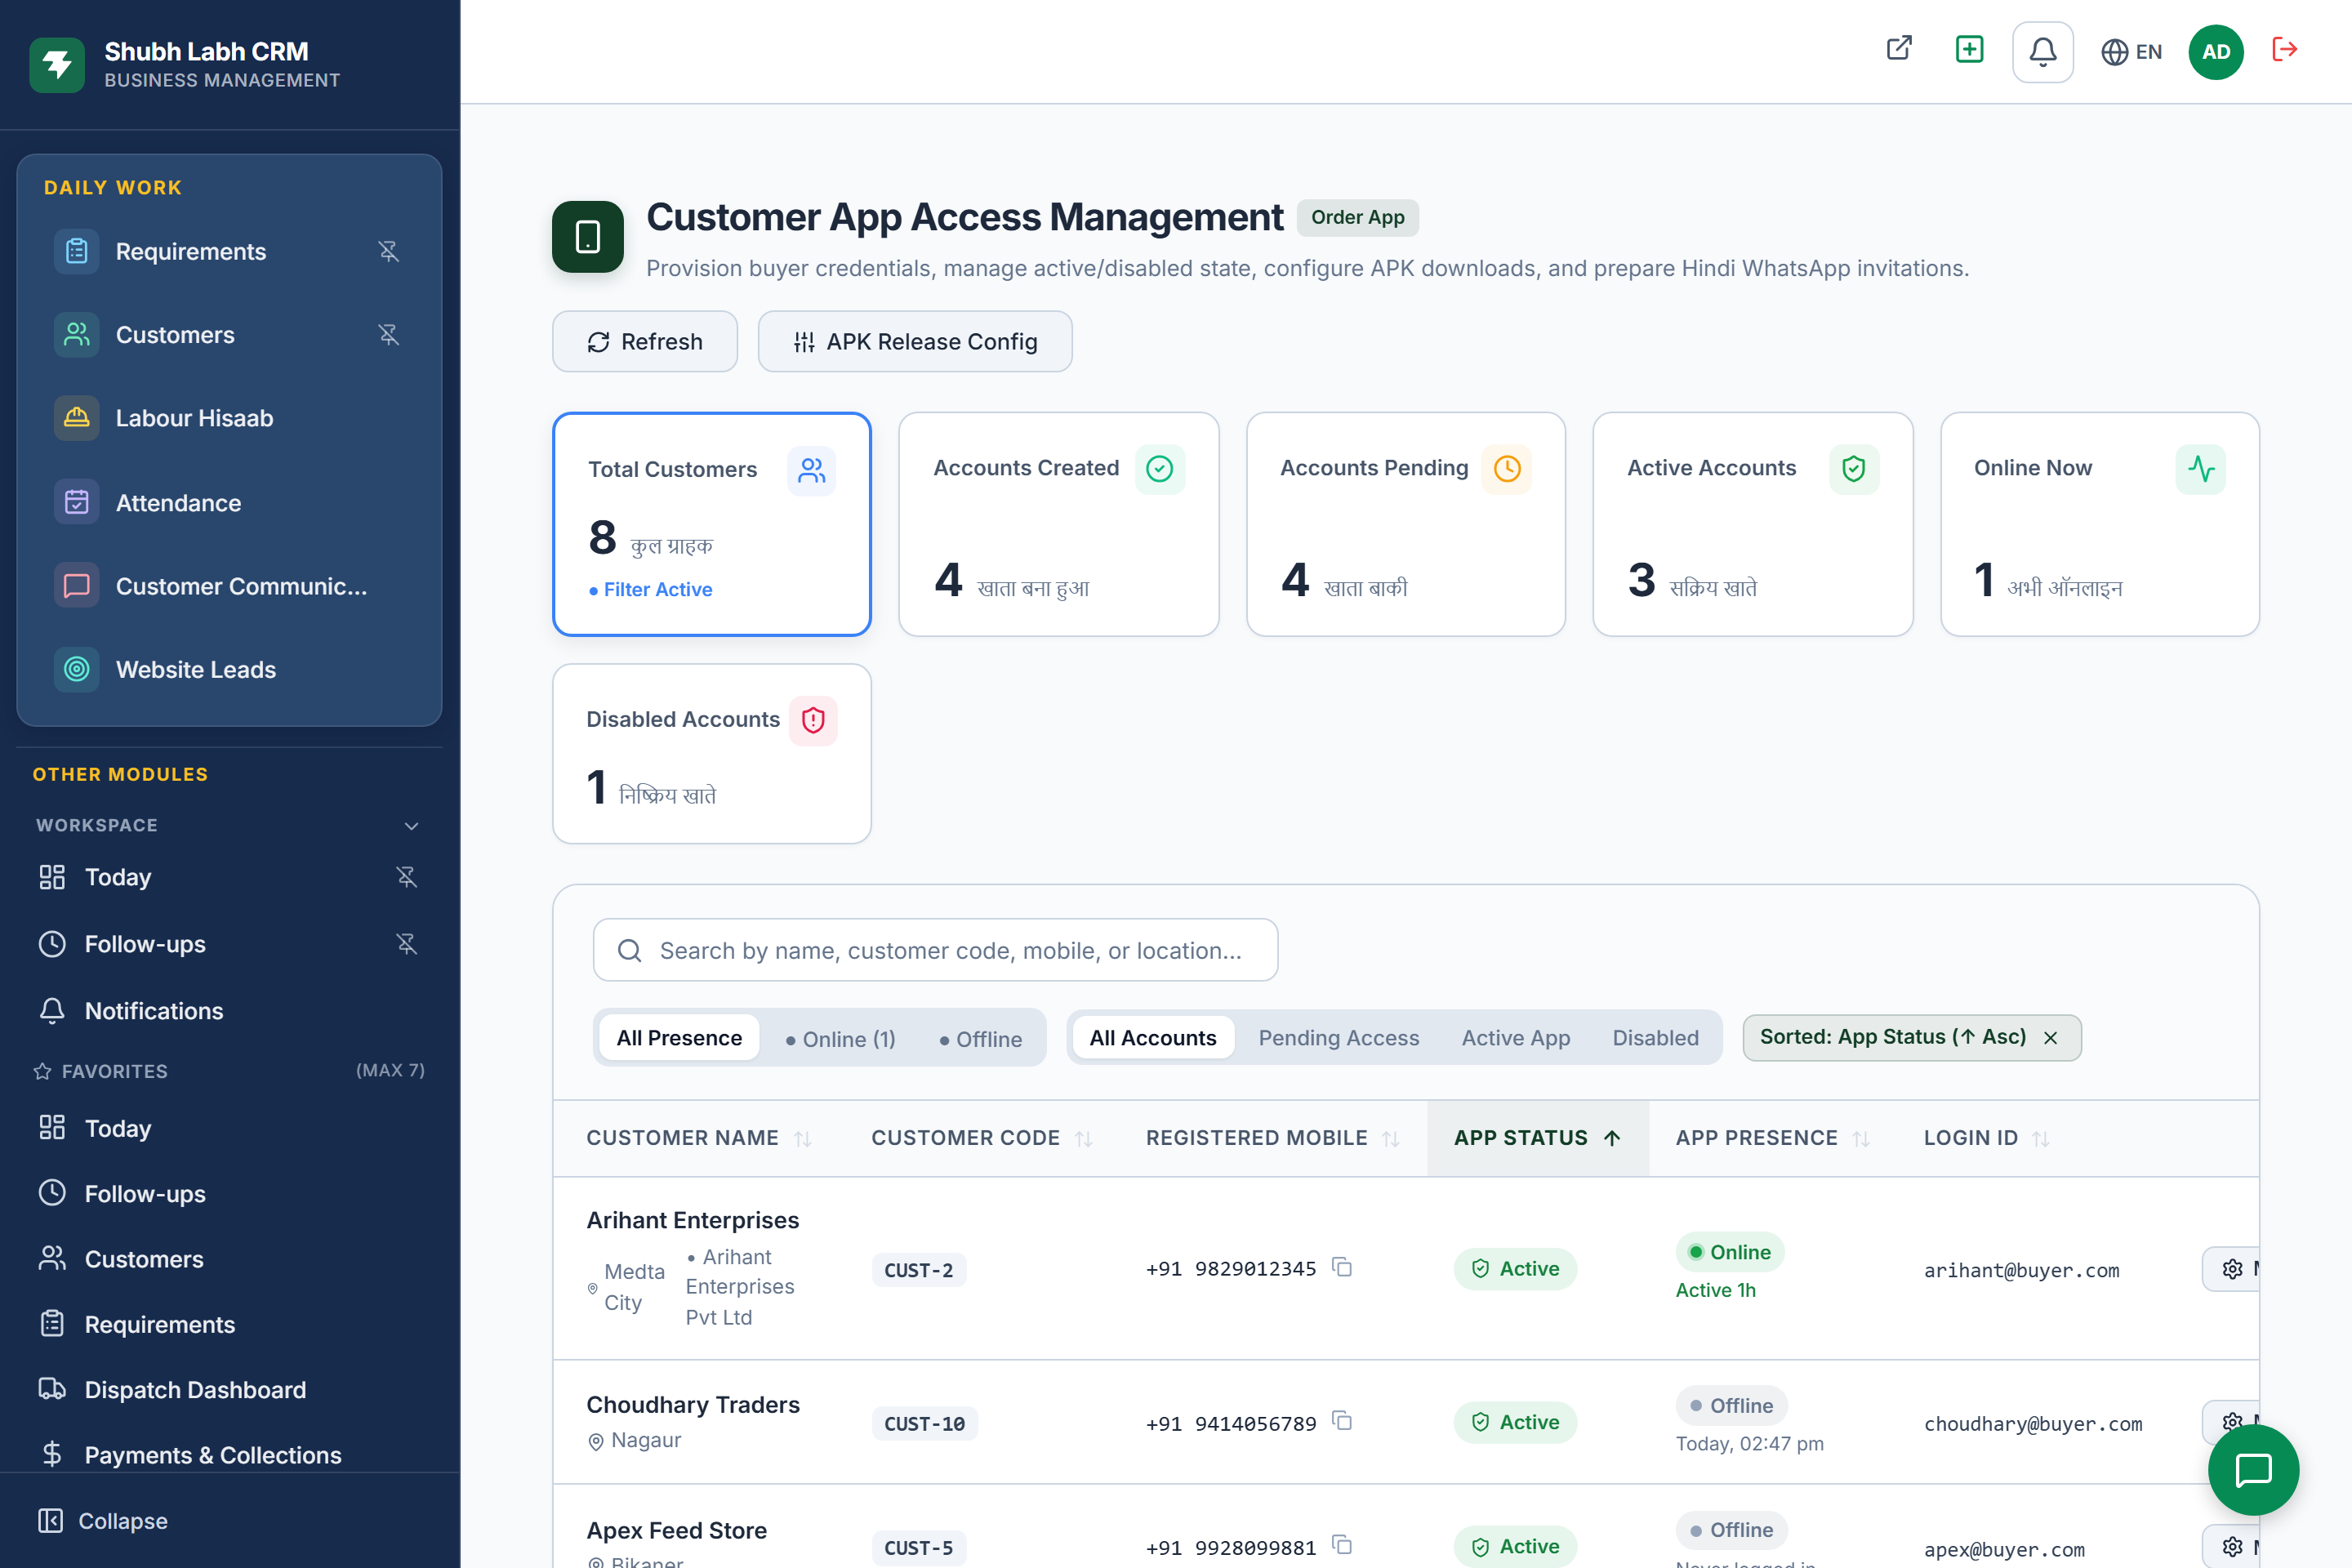 Shubh Labh CRM
BUSINESS MANAGEMENT
DAILY WORK
Requirements
Customers
Labour Hisaab
Attendance
Customer Communic...
Website Leads
OTHER MODULES
WORKSPACE
Today
Follow-ups
Notifications
FAVORITES (MAX 7)
Today
Follow-ups
Customers
Requirements
Dispatch Dashboard
Payments & Collections
Collapse
EN
AD
Customer App Access Management Order App
Provision buyer credentials, manage active/disabled state, configure APK downloads, and prepare Hindi WhatsApp invitations.
Refresh APK Release Config
Total Customers
8 कुल ग्राहक
• Filter Active
Accounts Created
4 खाता बना हुआ
Accounts Pending
4 खाता बाकी
Active Accounts
3 सक्रिय खाते
Online Now
1 अभी ऑनलाइन
Disabled Accounts
1 निष्क्रिय खाते
Search by name, customer code, mobile, or location...
All Presence • Online (1) • Offline All Accounts Pending Access Active App Disabled Sorted: App Status (↑ Asc) ×
CUSTOMER NAME CUSTOMER CODE REGISTERED MOBILE APP STATUS ↑ APP PRESENCE LOGIN ID
Arihant Enterprises
Medta City
• Arihant Enterprises Pvt Ltd
CUST-2
+91 9829012345
Active
Online
Active 1h
arihant@buyer.com
Choudhary Traders
Nagaur
CUST-10
+91 9414056789
Active
Offline
Today, 02:47 pm
choudhary@buyer.com
Apex Feed Store
Bikaner
CUST-5
+91 9928099881
Active
Offline
Never logged in
apex@buyer.com